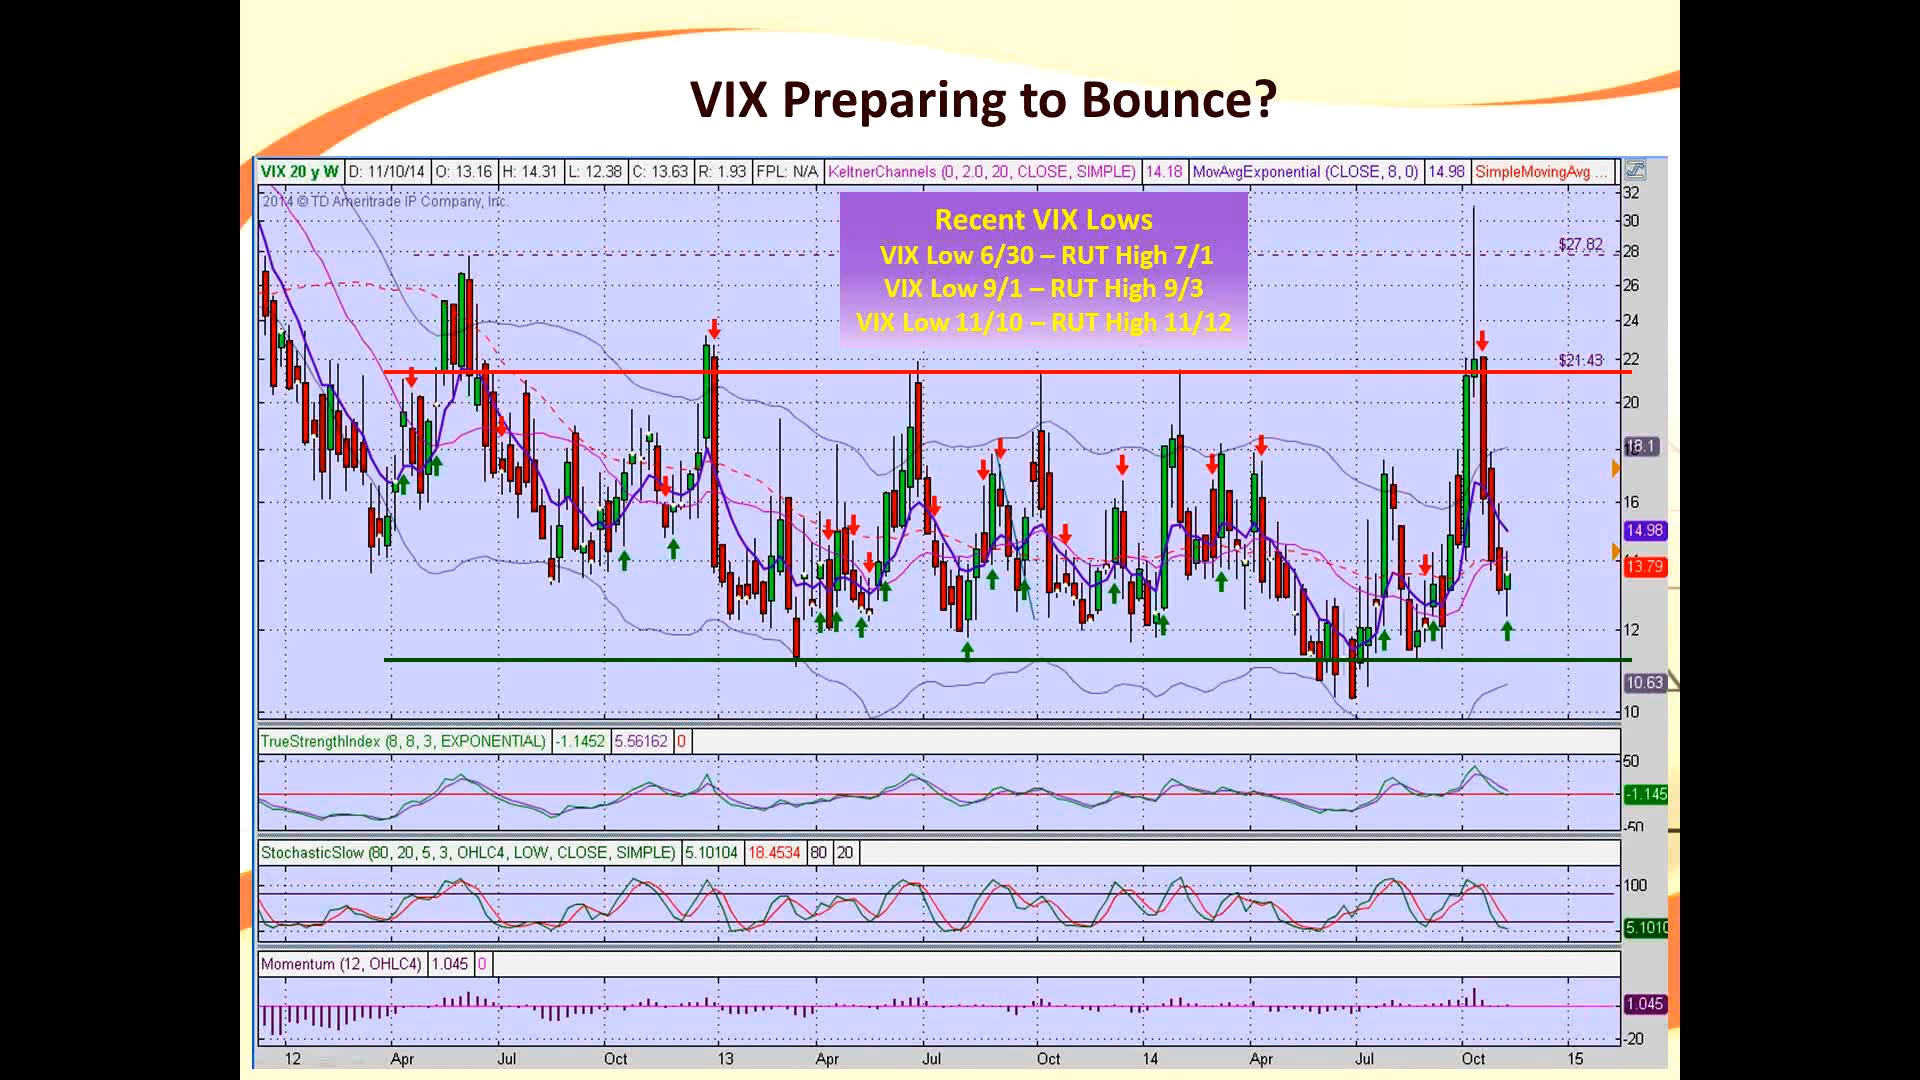 VIX Preparing to Bounce?
VIX 20 y W D: 11/10/14 O: 13.16 H: 14.31 L: 12.38 C: 13.63 R: 1.93 FPL: N/A KeltnerChannels (0, 2.0, 20, CLOSE, SIMPLE) 14.18 MovAvgExponential (CLOSE, 8, 0) 14.98 SimpleMovingAvg ...
2014 © TD Ameritrade IP Company, Inc.
Recent VIX Lows
VIX Low 6/30 – RUT High 7/1
VIX Low 9/1 – RUT High 9/3
VIX Low 11/10 – RUT High 11/12
32
30
$27.82
28
26
24
$21.43
22
20
18.1
16
14.98
14
13.79
12
10.63
10
TrueStrengthIndex (8, 8, 3, EXPONENTIAL) -1.1452 5.56162 0
50
-1.145
-50
StochasticSlow (80, 20, 5, 3, OHLC4, LOW, CLOSE, SIMPLE) 5.10104 18.4534 80 20
100
5.1010
Momentum (12, OHLC4) 1.045 0
1.045
-20
12 Apr Jul Oct 13 Apr Jul Oct 14 Apr Jul Oct 15